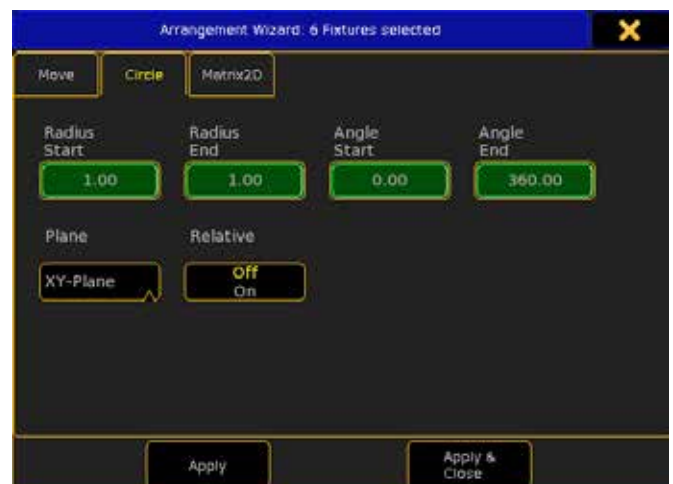 Arrangement Wizard: 6 Fixtures selected
Move Circle Matrix2D
Radius Start Radius End Angle Start Angle End
1.00 1.00 0.00 360.00
Plane Relative
XY-Plane Off On
Apply Apply & Close